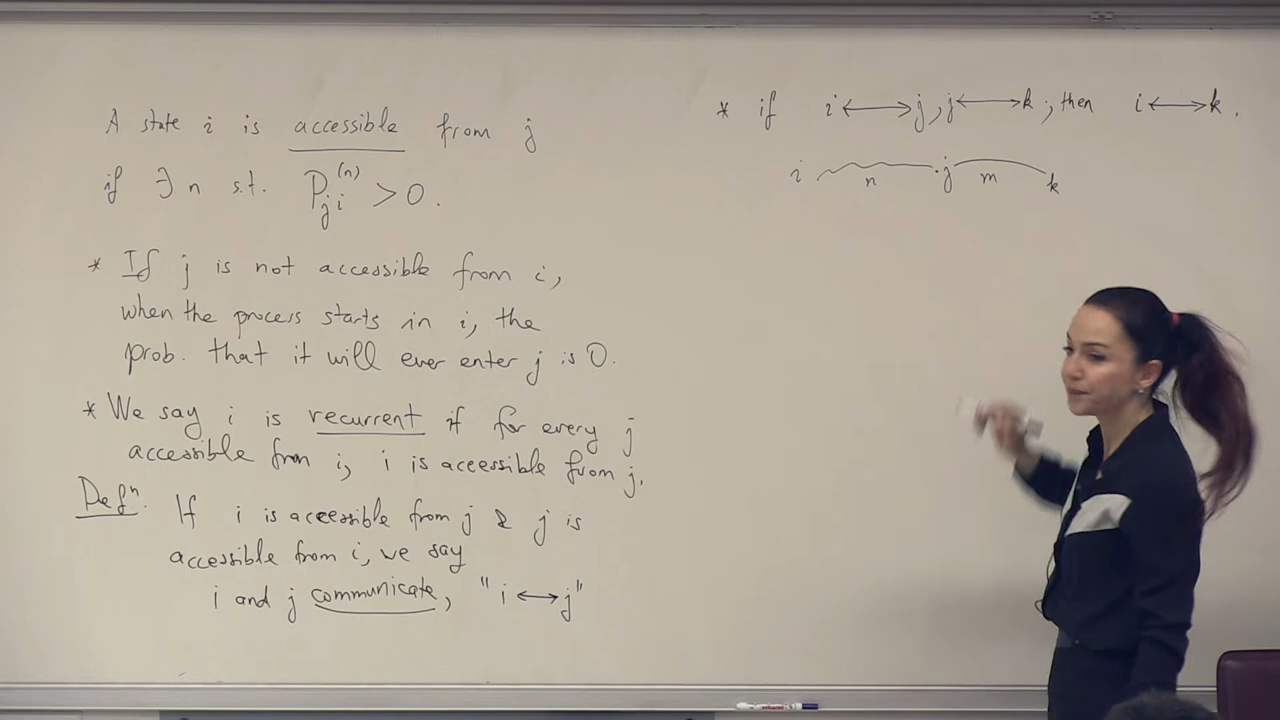 A state i is accessible from j
if ∃ n s.t. P_{ji}^{(n)} > 0.
* If j is not accessible from i,
when the process starts in i, the
prob. that it will ever enter j is 0.
* We say i is recurrent if for every j
accessible from i, i is accessible from j.
Defⁿ: If i is accessible from j & j is
accessible from i, we say
i and j communicate, "i ⟷ j"
* if i ⟷ j, j ⟷ k, then i ⟷ k.
i n j m k